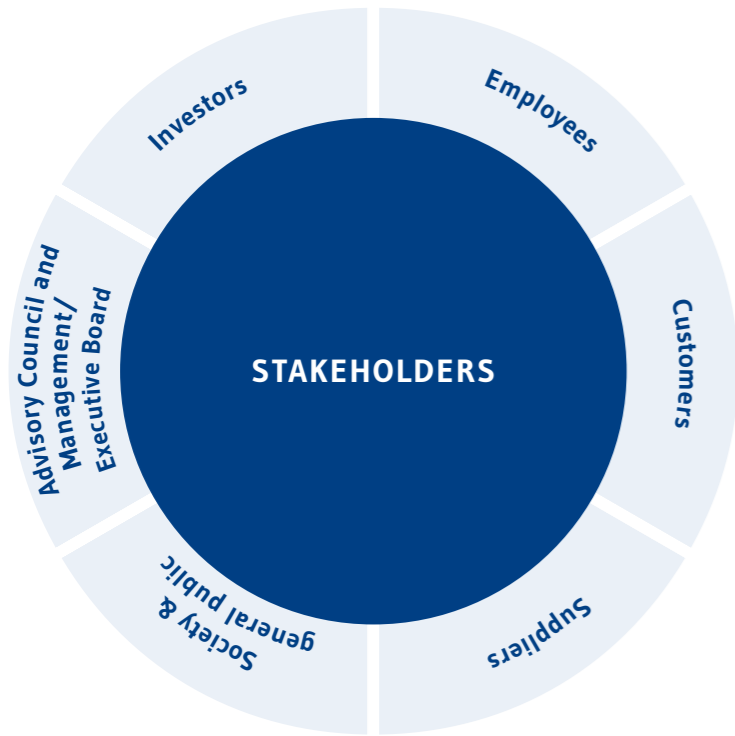 Employees
Customers
Suppliers
Society &
general public
Advisory Council and
Management/
Executive Board
Investors
STAKEHOLDERS